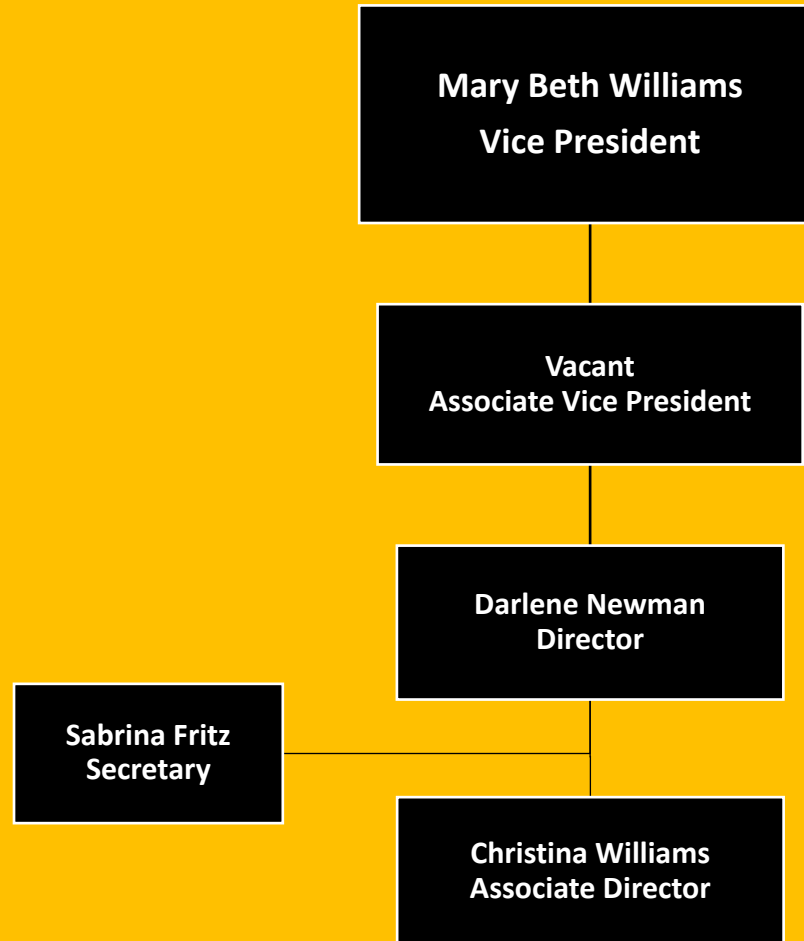 Mary Beth Williams
Vice President
Vacant
Associate Vice President
Darlene Newman
Director
Sabrina Fritz
Secretary
Christina Williams
Associate Director